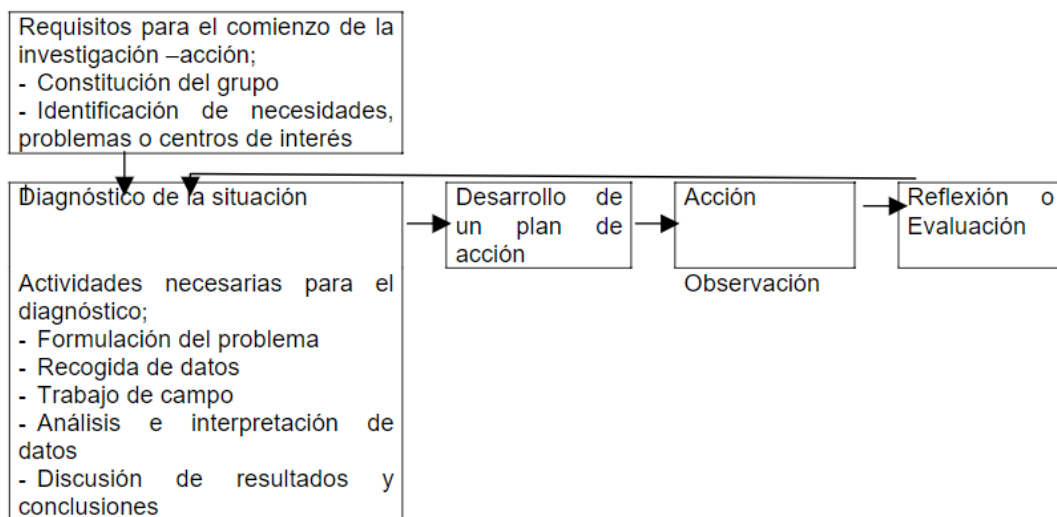 Requisitos para el comienzo de la
investigación –acción;
- Constitución del grupo
- Identificación de necesidades,
problemas o centros de interés
Diagnóstico de la situación
Actividades necesarias para el
diagnóstico;
- Formulación del problema
- Recogida de datos
- Trabajo de campo
- Análisis e interpretación de
datos
- Discusión de resultados y
conclusiones
Desarrollo de
un plan de
acción
Acción
Observación
Reflexión o
Evaluación